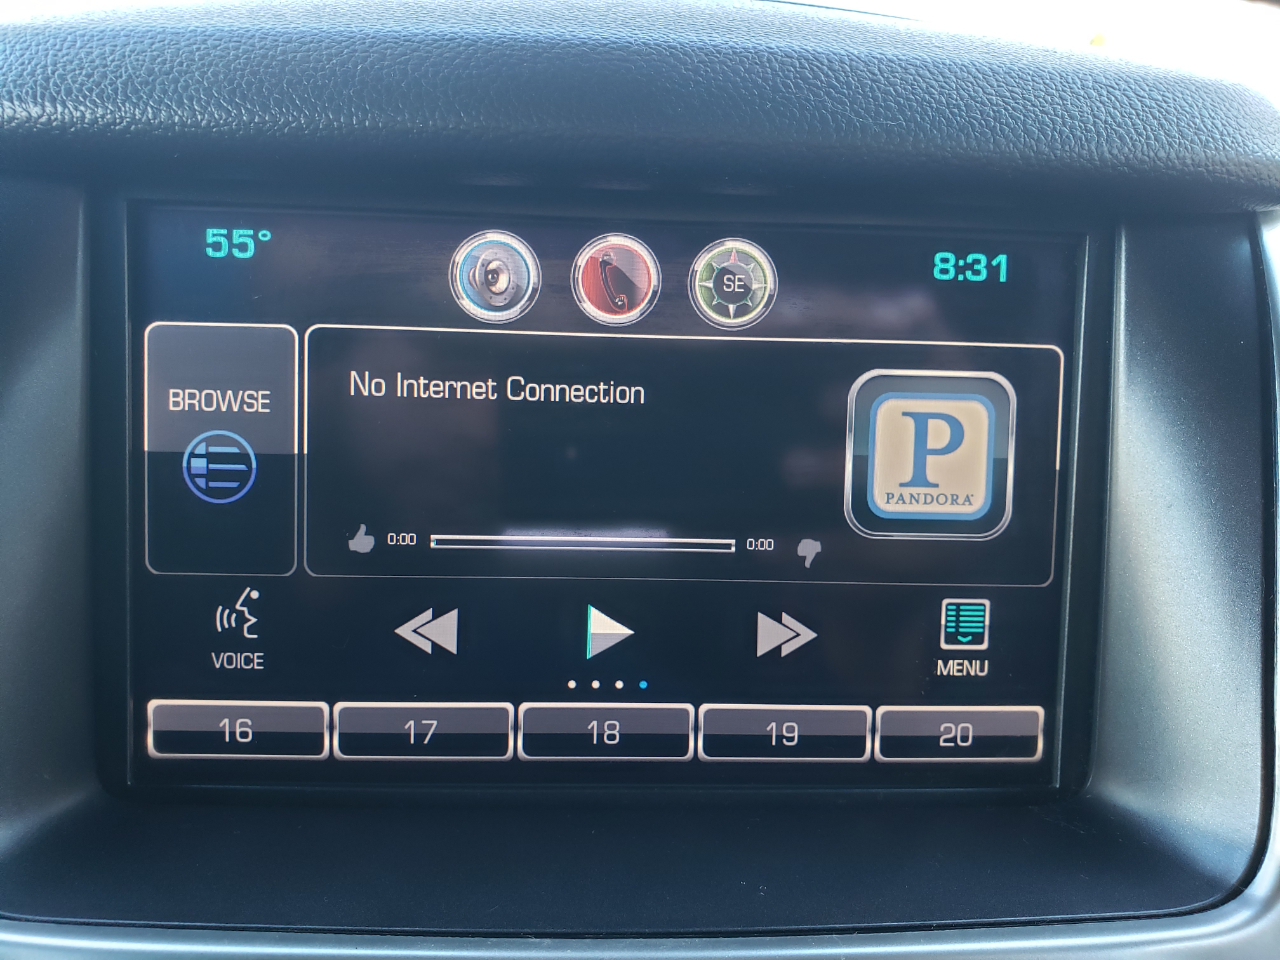 55°
SE
8:31
BROWSE
No Internet Connection
P
PANDORA
0:00
0:00
VOICE
MENU
16
17
18
19
20